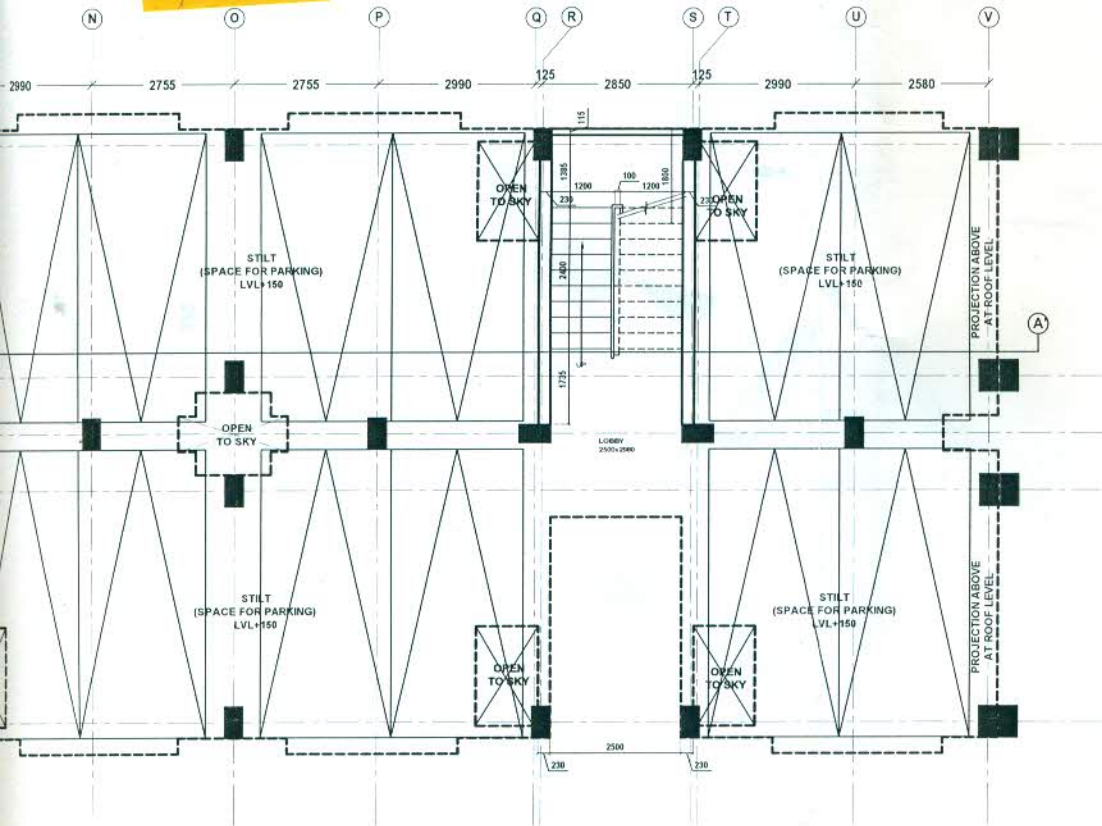 N
O
P
Q
R
S
T
U
V
2990
2755
2755
2990
125
2850
125
2990
2580
115
1385
1800
100
1200
1200
230
230
OPEN
TO SKY
OPEN
TO SKY
STILT
(SPACE FOR PARKING)
LVL+150
2400
STILT
(SPACE FOR PARKING)
LVL+150
PROJECTION ABOVE
AT ROOF LEVEL
A'
UP
1735
OPEN
TO SKY
LOBBY
2500x2580
STILT
(SPACE FOR PARKING)
LVL+150
STILT
(SPACE FOR PARKING)
LVL+150
PROJECTION ABOVE
AT ROOF LEVEL
OPEN
TO SKY
OPEN
TO SKY
2500
230
230